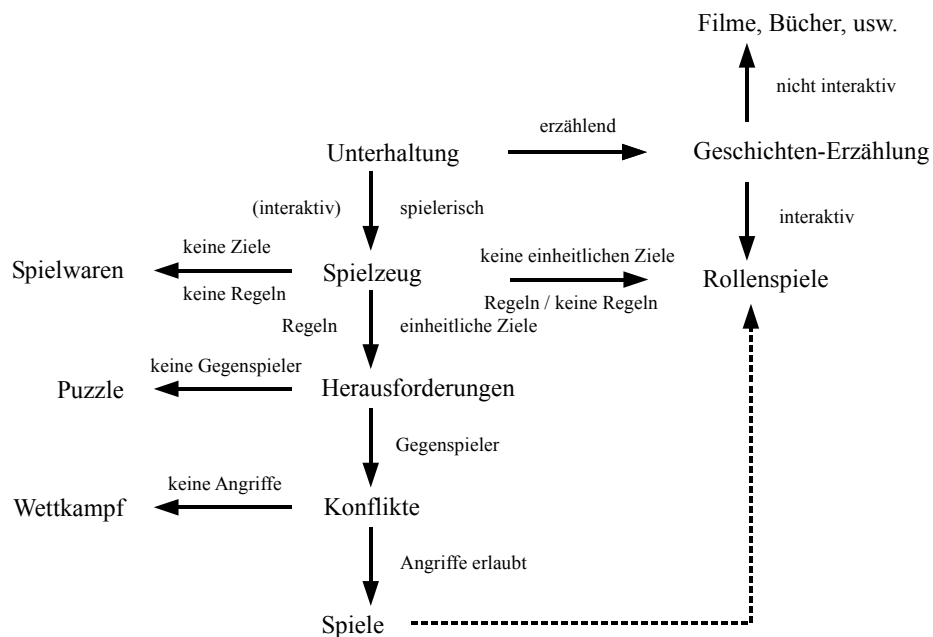 Filme, Bücher, usw.
nicht interaktiv
erzählend
Unterhaltung
Geschichten-Erzählung
(interaktiv)
spielerisch
interaktiv
keine Ziele
keine einheitlichen Ziele
Spielwaren
Spielzeug
Rollenspiele
keine Regeln
Regeln / keine Regeln
Regeln
einheitliche Ziele
keine Gegenspieler
Puzzle
Herausforderungen
Gegenspieler
keine Angriffe
Wettkampf
Konflikte
Angriffe erlaubt
Spiele